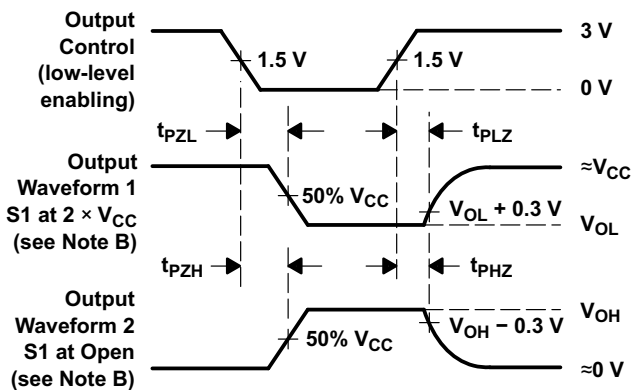 Output
Control
(low-level
enabling)
1.5 V
1.5 V
3 V
0 V
tPZL
tPLZ
Output
Waveform 1
S1 at 2 × VCC
(see Note B)
50% VCC
VOL + 0.3 V
≈VCC
VOL
tPZH
tPHZ
Output
Waveform 2
S1 at Open
(see Note B)
50% VCC
VOH − 0.3 V
VOH
≈0 V